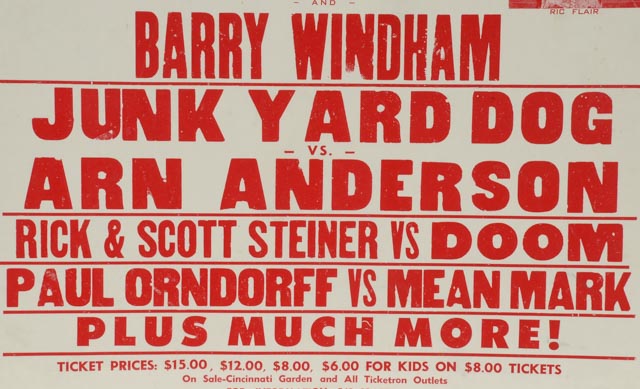 - AND -
RIC FLAIR
BARRY WINDHAM
JUNK YARD DOG
- VS. -
ARN ANDERSON
RICK & SCOTT STEINER VS DOOM
PAUL ORNDORFF VS MEAN MARK
PLUS MUCH MORE!
TICKET PRICES: $15.00, $12.00, $8.00, $6.00 FOR KIDS ON $8.00 TICKETS
On Sale-Cincinnati Garden and All Ticketron Outlets